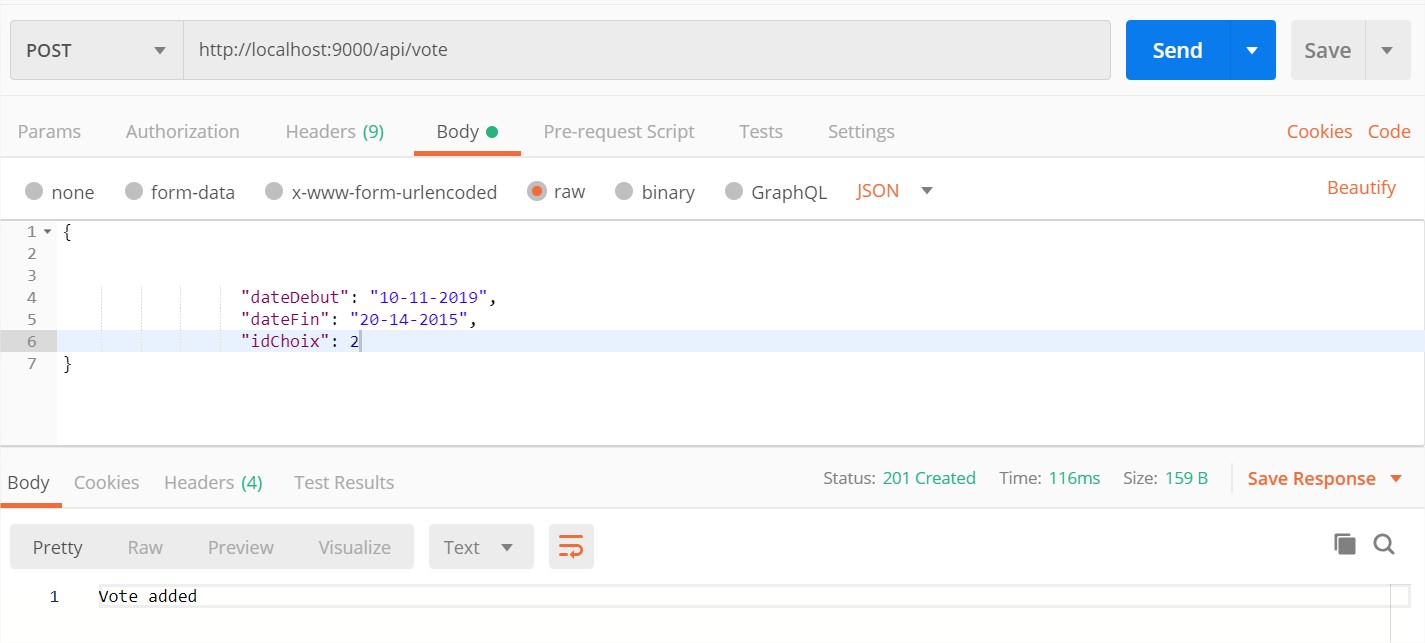 POST http://localhost:9000/api/vote Send Save
Params Authorization Headers (9) Body Pre-request Script Tests Settings Cookies Code
none form-data x-www-form-urlencoded raw binary GraphQL JSON Beautify
1 {
2
3
4 "dateDebut": "10-11-2019",
5 "dateFin": "20-14-2015",
6 "idChoix": 2
7 }
Body Cookies Headers (4) Test Results Status: 201 Created Time: 116ms Size: 159 B Save Response
Pretty Raw Preview Visualize Text
1 Vote added